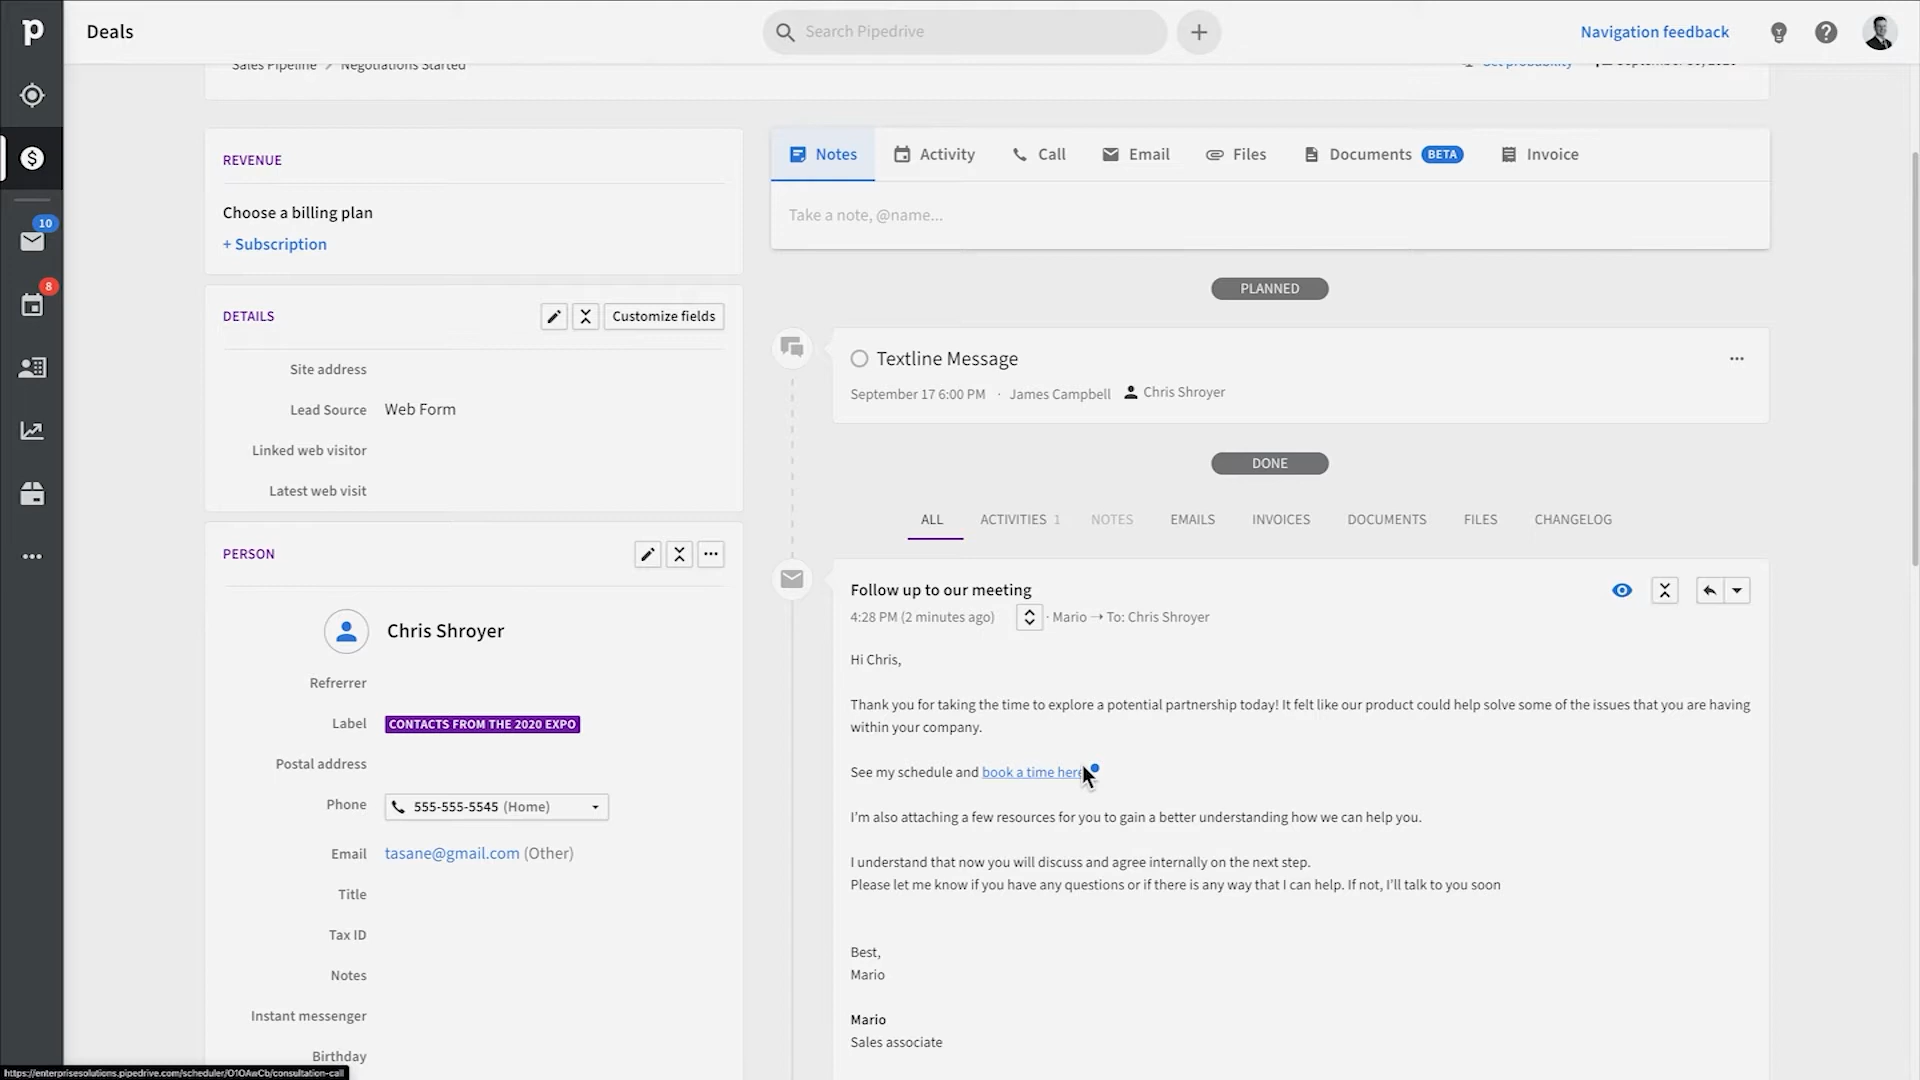 Deals
Search Pipedrive
Navigation feedback
Sales Pipeline > Negotiations Started
Set probability
10
8
REVENUE
Choose a billing plan
+ Subscription
DETAILS
Customize fields
Site address
Lead Source Web Form
Linked web visitor
Latest web visit
PERSON
Chris Shroyer
Refrerrer
Label CONTACTS FROM THE 2020 EXPO
Postal address
Phone 555-555-5545 (Home)
Email tasane@gmail.com (Other)
Title
Tax ID
Notes
Instant messenger
Birthday
Notes Activity Call Email Files Documents BETA Invoice
Take a note, @name...
PLANNED
Textline Message
September 17 6:00 PM · James Campbell Chris Shroyer
DONE
ALL ACTIVITIES 1 NOTES EMAILS INVOICES DOCUMENTS FILES CHANGELOG
Follow up to our meeting
4:28 PM (2 minutes ago) · Mario → To: Chris Shroyer
Hi Chris,
Thank you for taking the time to explore a potential partnership today! It felt like our product could help solve some of the issues that you are having
within your company.
See my schedule and book a time here
I'm also attaching a few resources for you to gain a better understanding how we can help you.
I understand that now you will discuss and agree internally on the next step.
Please let me know if you have any questions or if there is any way that I can help. If not, I'll talk to you soon
Best,
Mario
Mario
Sales associate
https://enterprisesolutions.pipedrive.com/scheduler/O1OAwCb/consultation-call